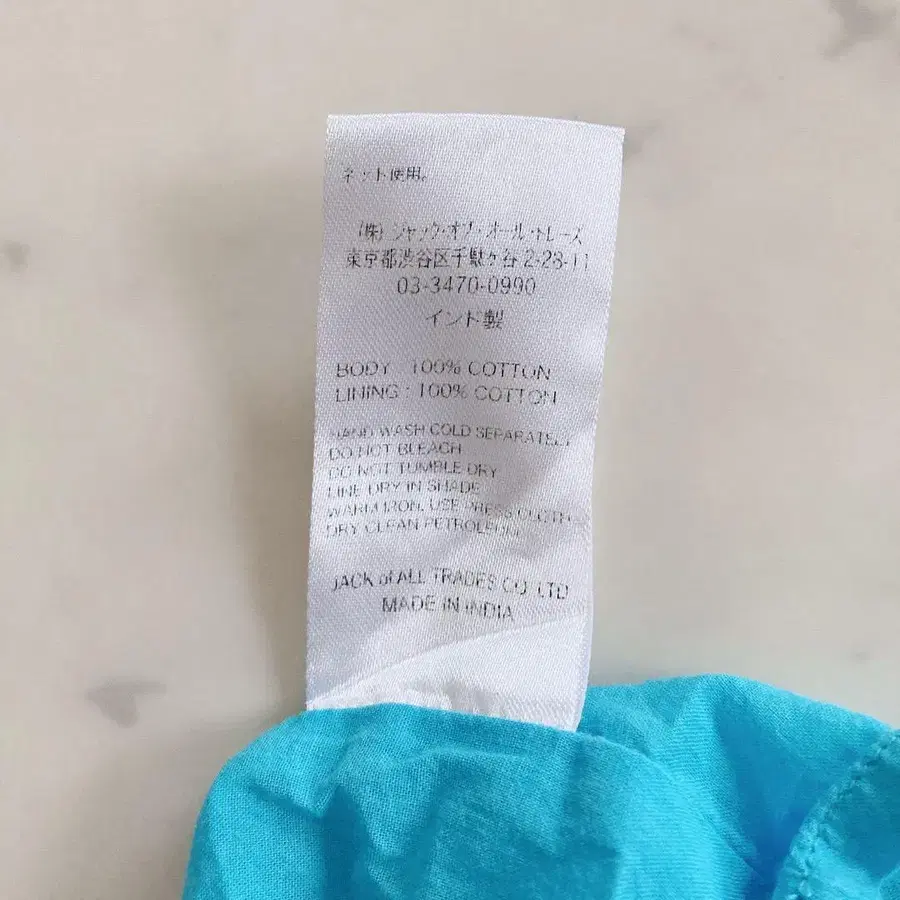 ネット使用。
(株) ジャック・オブ・オール・トレーズ
東京都渋谷区千駄ヶ谷 2-28-11
03-3470-0990
インド製
BODY : 100% COTTON
LINING : 100% COTTON
HAND WASH COLD SEPARATELY
DO NOT BLEACH
DO NOT TUMBLE DRY
LINE DRY IN SHADE
WARM IRON, USE PRESS CLOTH
DRY CLEAN PETROLEUM
JACK of ALL TRADES CO. LTD
MADE IN INDIA